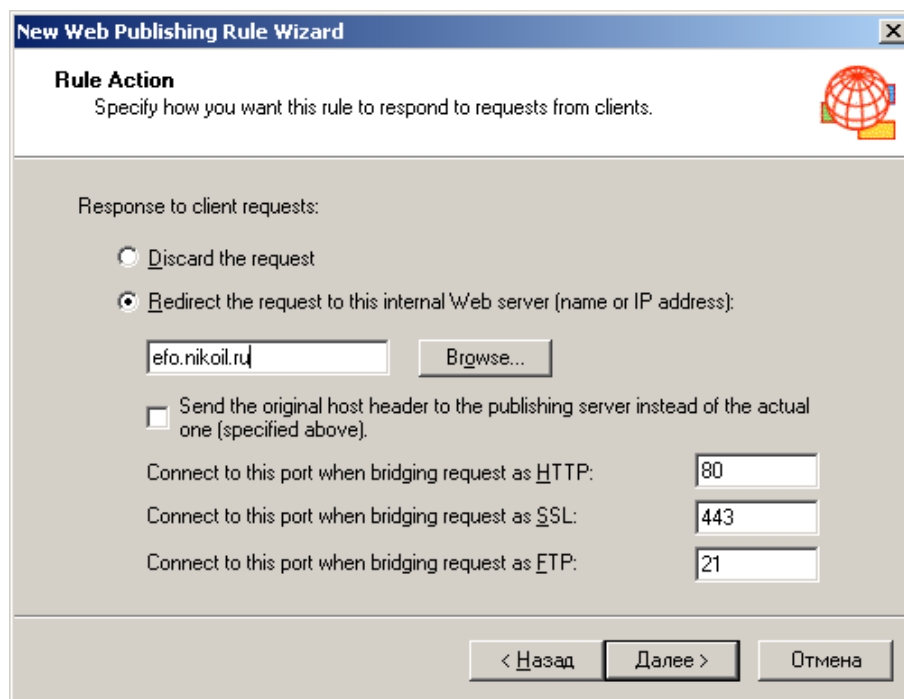 New Web Publishing Rule Wizard
Rule Action
Specify how you want this rule to respond to requests from clients.
Response to client requests:
Discard the request
Redirect the request to this internal Web server (name or IP address):
efo.nikoil.ru
Browse...
Send the original host header to the publishing server instead of the actual
one (specified above).
Connect to this port when bridging request as HTTP:
80
Connect to this port when bridging request as SSL:
443
Connect to this port when bridging request as FTP:
21
< Назад
Далее >
Отмена